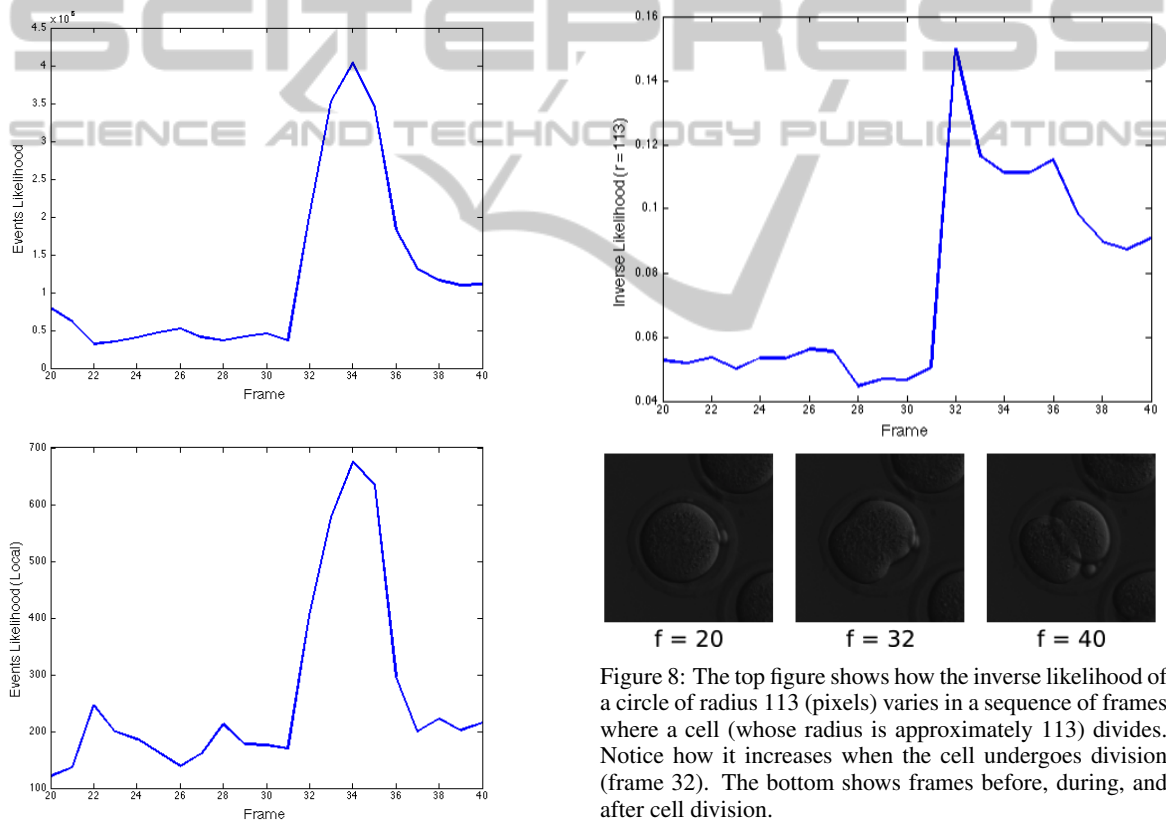 SCITEPRESS
SCIENCE AND TECHNOLOGY PUBLICATIONS
4.5 x 10^5
4
3.5
3
2.5
2
1.5
1
0.5
0
20 22 24 26 28 30 32 34 36 38 40
Frame
Events Likelihood
700
600
500
400
300
200
100
20 22 24 26 28 30 32 34 36 38 40
Frame
Events Likelihood (Local)
0.16
0.14
0.12
0.1
0.08
0.06
0.04
20 22 24 26 28 30 32 34 36 38 40
Frame
Inverse Likelihood (r = 113)
f = 20 f = 32 f = 40
Figure 8: The top figure shows how the inverse likelihood of
a circle of radius 113 (pixels) varies in a sequence of frames
where a cell (whose radius is approximately 113) divides.
Notice how it increases when the cell undergoes division
(frame 32). The bottom shows frames before, during, and
after cell division.